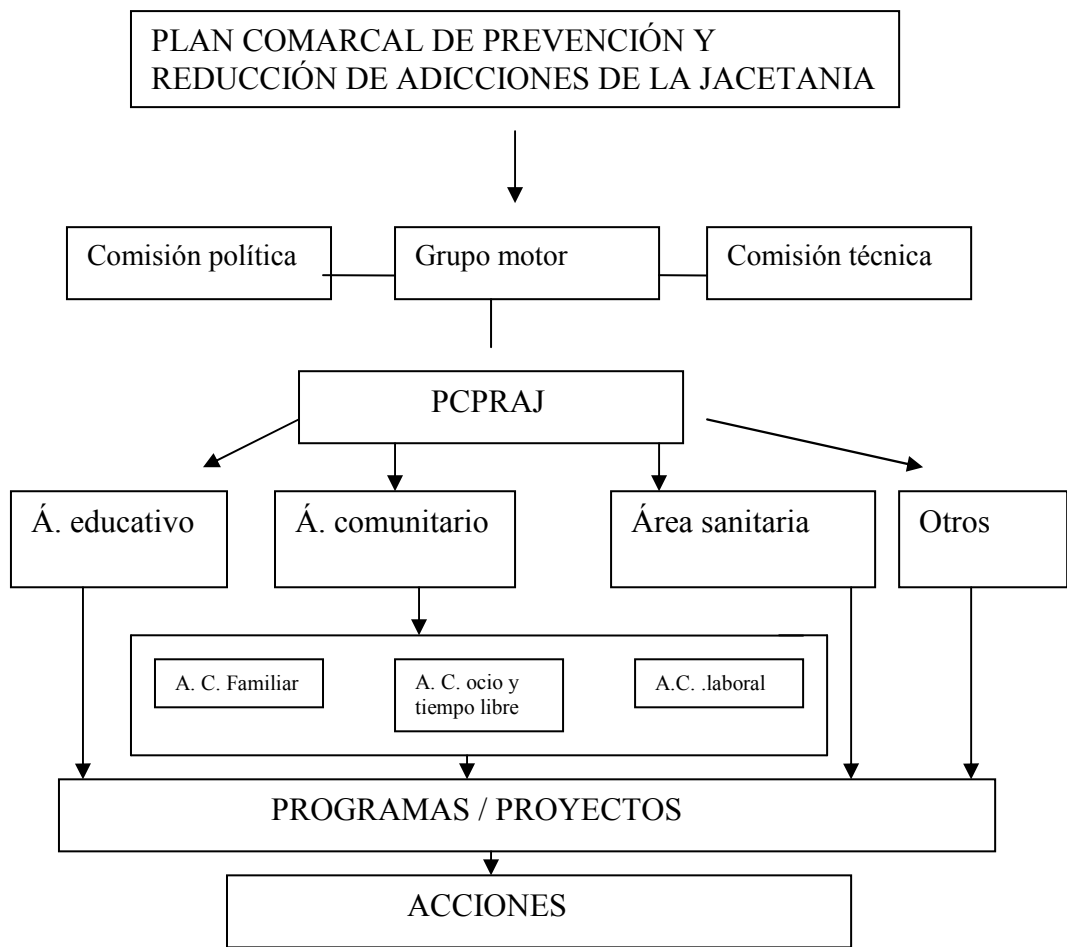 PLAN COMARCAL DE PREVENCIÓN Y
REDUCCIÓN DE ADICCIONES DE LA JACETANIA
Comisión política
Grupo motor
Comisión técnica
PCPRAJ
Á. educativo
Á. comunitario
Área sanitaria
Otros
A. C. Familiar
A. C. ocio y
tiempo libre
A.C. .laboral
PROGRAMAS / PROYECTOS
ACCIONES